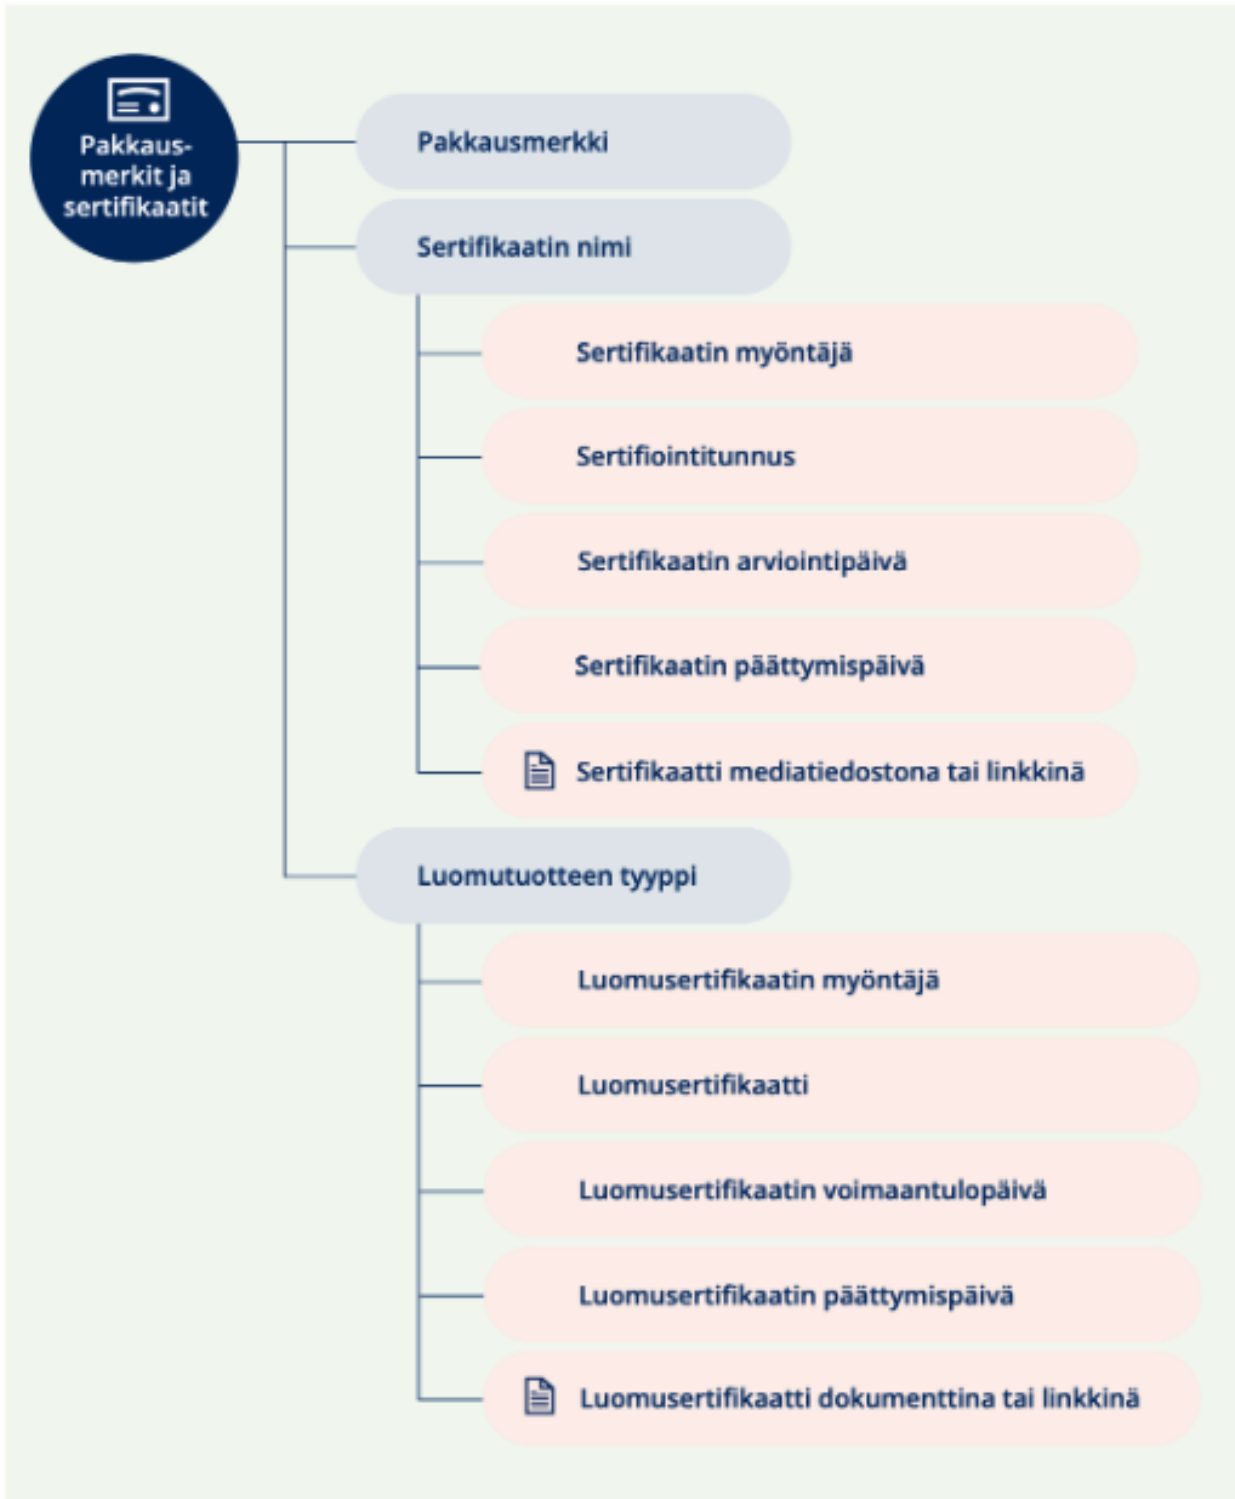 Pakkaus-
merkit ja
sertifikaatit
Pakkausmerkki
Sertifikaatin nimi
Sertifikaatin myöntäjä
Sertifiointitunnus
Sertifikaatin arviointipäivä
Sertifikaatin päättymispäivä
Sertifikaatti mediatiedostona tai linkkinä
Luomutuotteen tyyppi
Luomusertifikaatin myöntäjä
Luomusertifikaatti
Luomusertifikaatin voimaantulopäivä
Luomusertifikaatin päättymispäivä
Luomusertifikaatti dokumenttina tai linkkinä